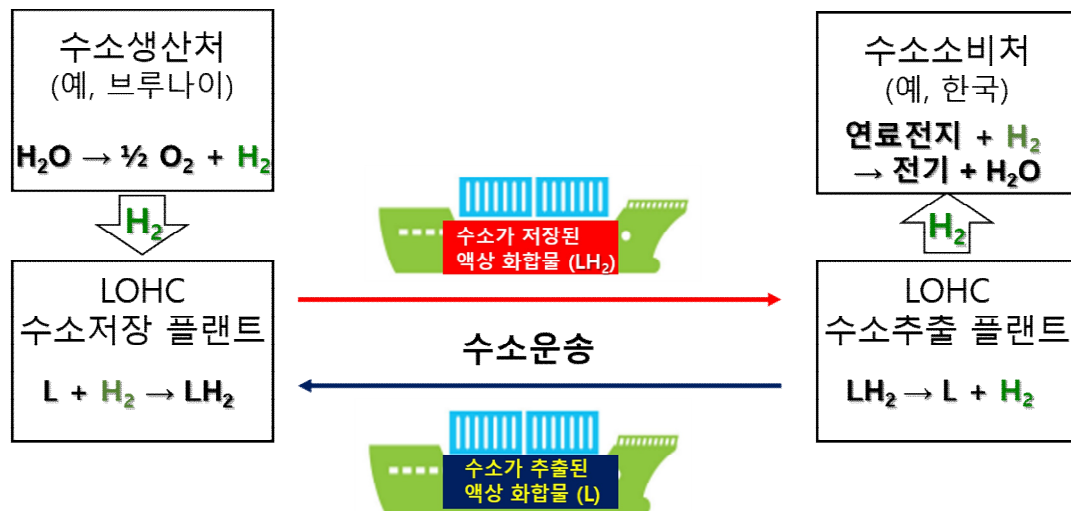 수소생산처
(예, 브루나이)
H₂O → ½ O₂ + H₂
H₂
LOHC
수소저장 플랜트
L + H₂ → LH₂
수소가 저장된
액상 화합물 (LH₂)
수소운송
수소가 추출된
액상 화합물 (L)
수소소비처
(예, 한국)
연료전지 + H₂
→ 전기 + H₂O
H₂
LOHC
수소추출 플랜트
LH₂ → L + H₂